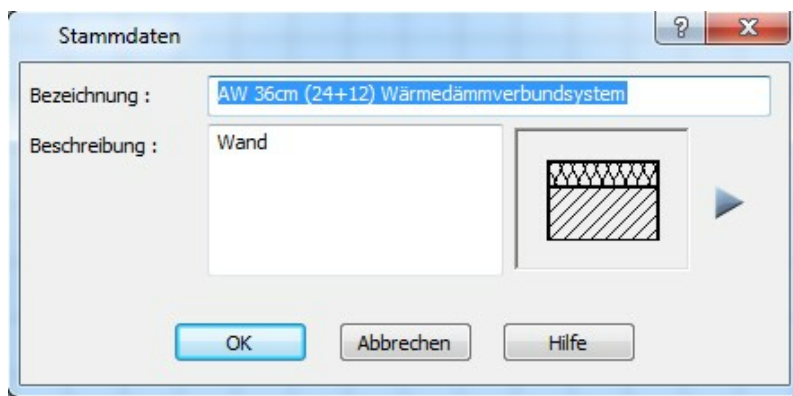 Stammdaten
Bezeichnung : AW 36cm (24+12) Wärmedämmverbundsystem
Beschreibung : Wand
OK Abbrechen Hilfe